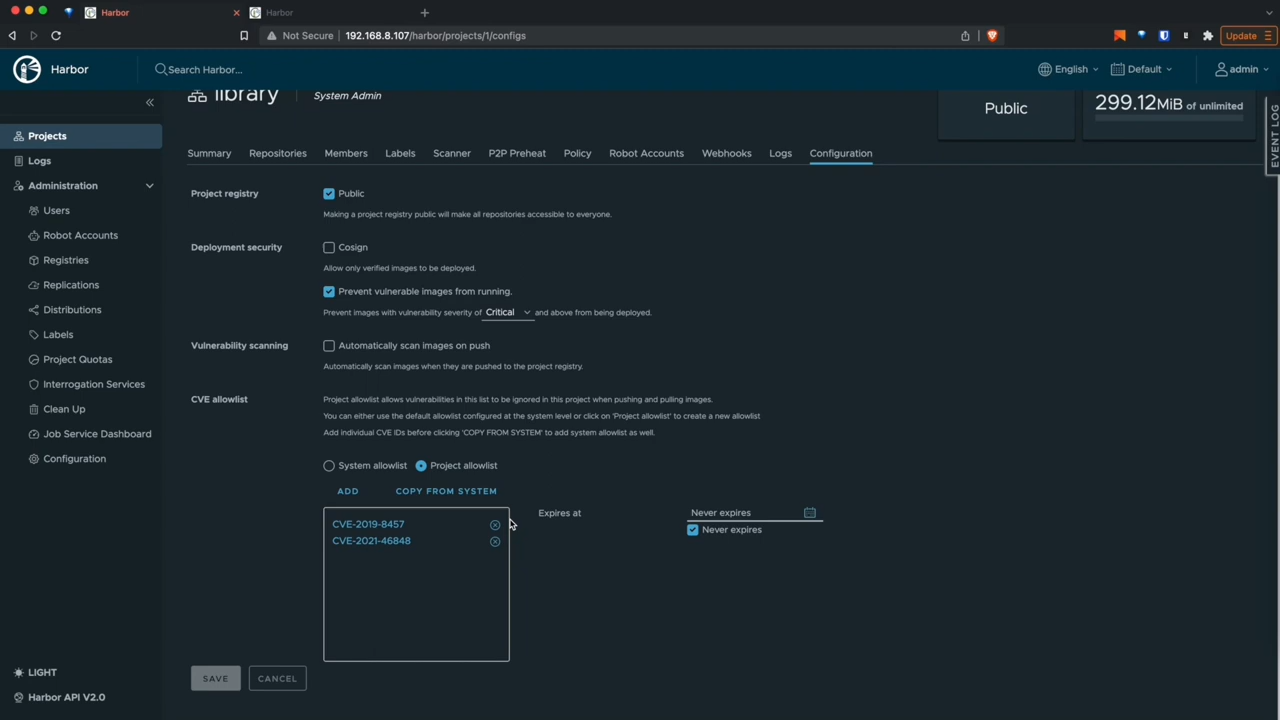 Harbor
Harbor
Not Secure 192.168.8.107/harbor/projects/1/configs
Update
Harbor
Search Harbor...
English
Default
admin
library
System Admin
Public
299.12MiB of unlimited
EVENT LOG
Projects
Logs
Administration
Users
Robot Accounts
Registries
Replications
Distributions
Labels
Project Quotas
Interrogation Services
Clean Up
Job Service Dashboard
Configuration
LIGHT
Harbor API V2.0
Summary Repositories Members Labels Scanner P2P Preheat Policy Robot Accounts Webhooks Logs Configuration
Project registry
Public
Making a project registry public will make all repositories accessible to everyone.
Deployment security
Cosign
Allow only verified images to be deployed.
Prevent vulnerable images from running.
Prevent images with vulnerability severity of Critical and above from being deployed.
Vulnerability scanning
Automatically scan images on push
Automatically scan images when they are pushed to the project registry.
CVE allowlist
Project allowlist allows vulnerabilities in this list to be ignored in this project when pushing and pulling images.
You can either use the default allowlist configured at the system level or click on 'Project allowlist' to create a new allowlist
Add individual CVE IDs before clicking 'COPY FROM SYSTEM' to add system allowlist as well.
System allowlist Project allowlist
ADD COPY FROM SYSTEM
CVE-2019-8457
CVE-2021-46848
Expires at
Never expires
Never expires
SAVE CANCEL